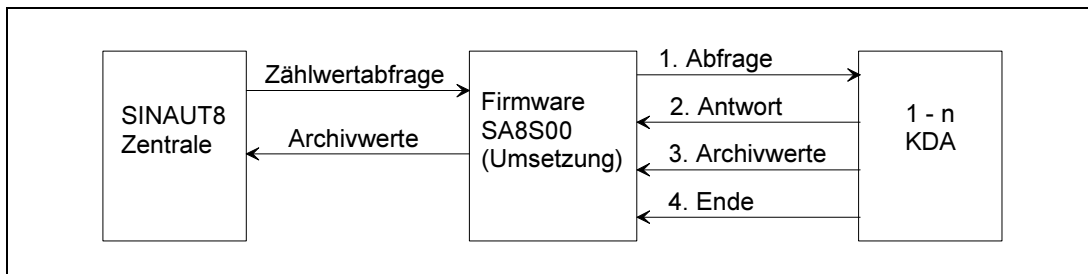 SINAUT8
Zentrale
Zählwertabfrage
Archivwerte
Firmware
SA8S00
(Umsetzung)
1. Abfrage
2. Antwort
3. Archivwerte
4. Ende
1 - n
KDA